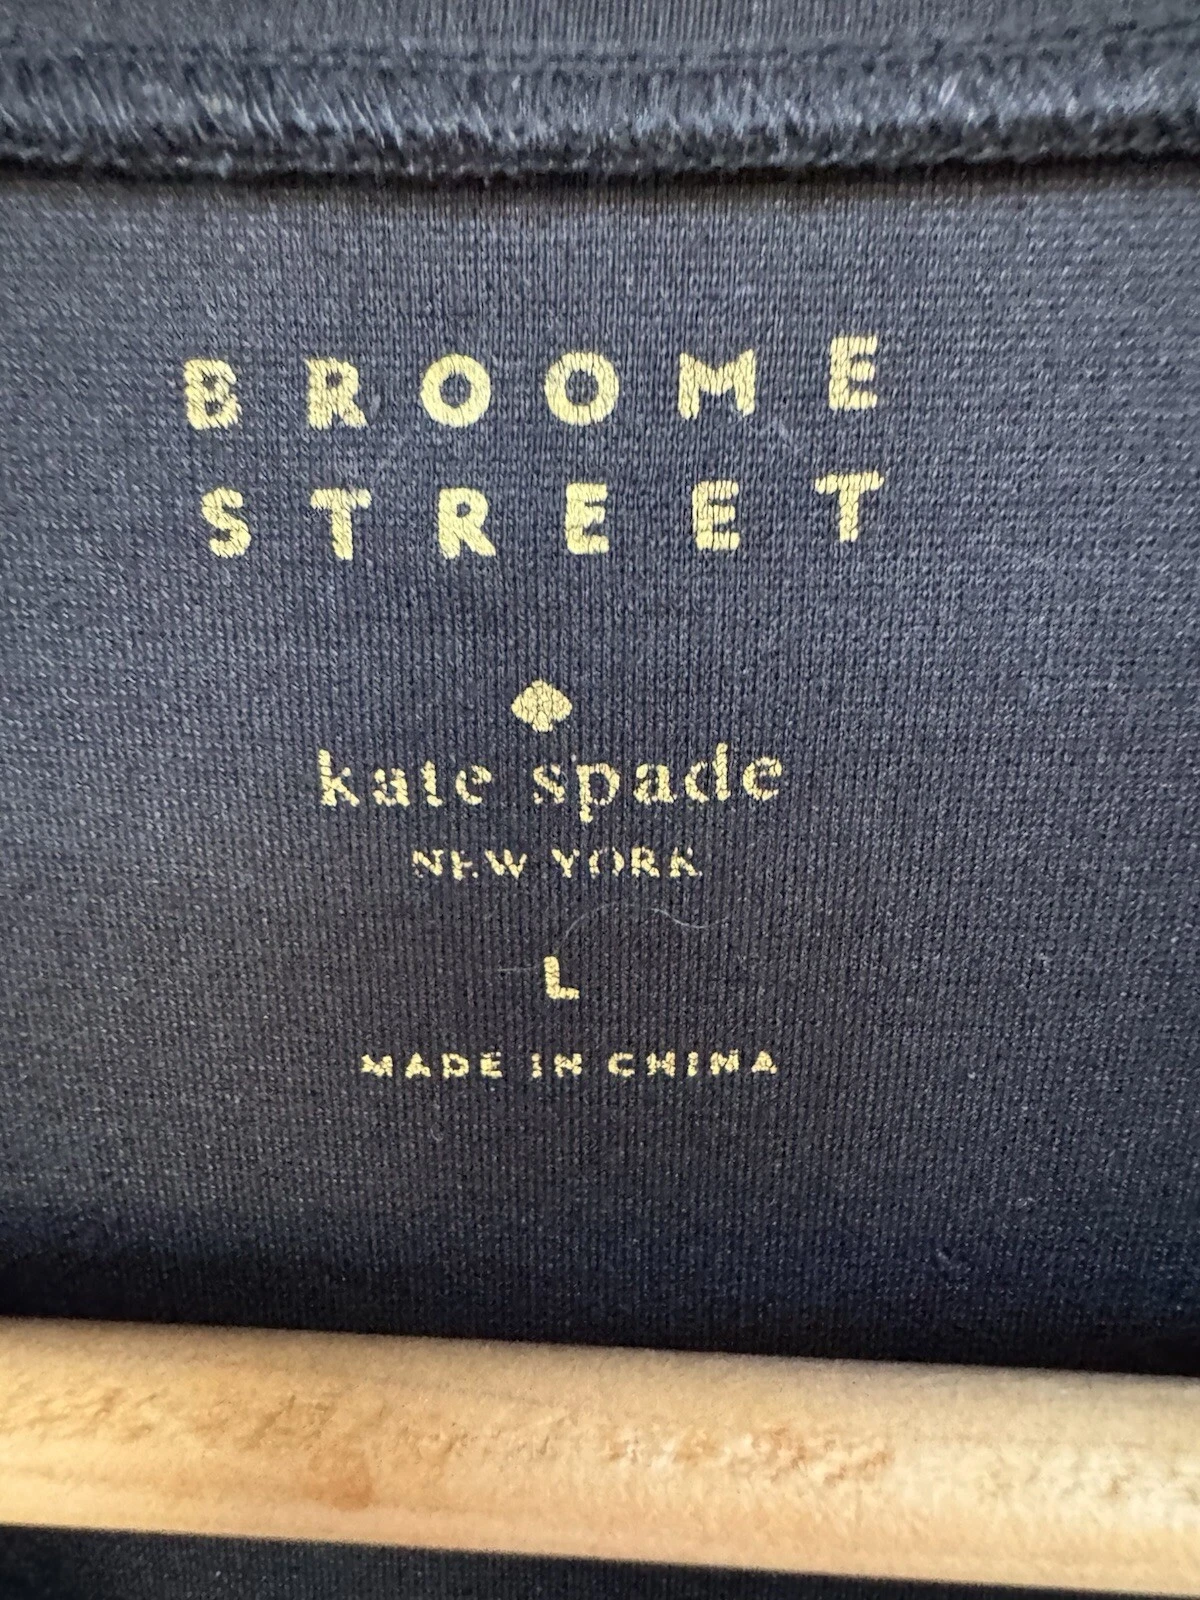 BROOME
STREET
kate spade
NEW YORK
L
MADE IN CHINA